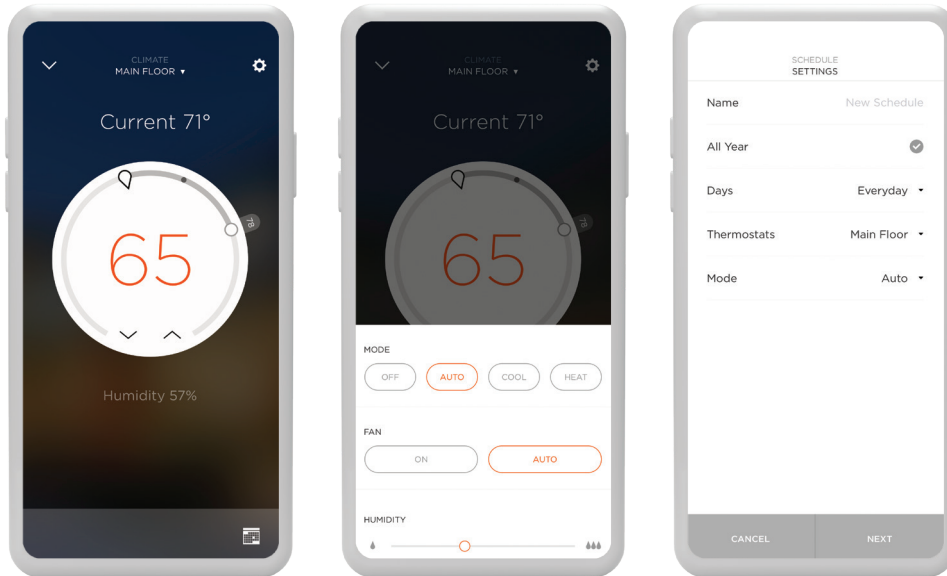 CLIMATE
MAIN FLOOR ▾
Current 71°
78
65
Humidity 57%
CLIMATE
MAIN FLOOR ▾
Current 71°
78
65
MODE
OFF AUTO COOL HEAT
FAN
ON AUTO
HUMIDITY
SCHEDULE
SETTINGS
Name New Schedule
All Year
Days Everyday
Thermostats Main Floor
Mode Auto
CANCEL NEXT